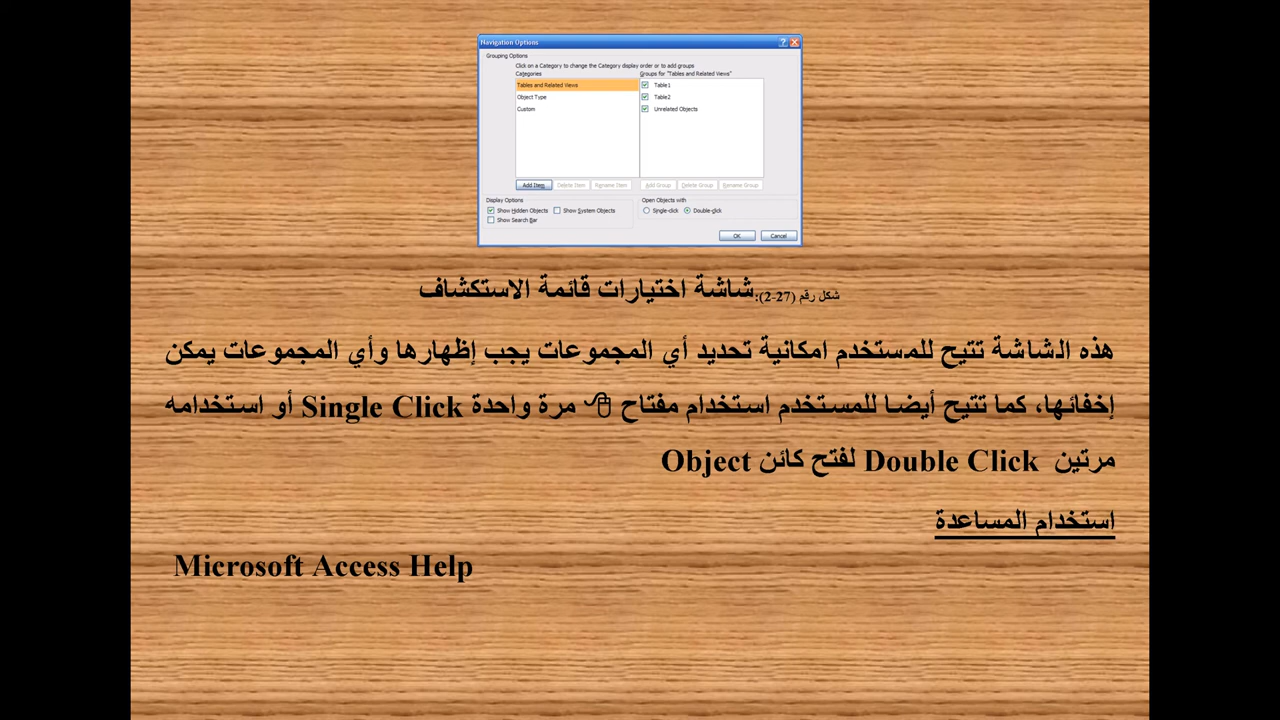 Navigation Options
Grouping Options
Click on a Category to change the Category display order or to add groups
Categories
Groups for "Tables and Related Views"
Tables and Related Views
Object Type
Custom
Table1
Table2
Unrelated Objects
Add Item Delete Item Rename Item Add Group Delete Group Rename Group
Display Options
Show Hidden Objects Show System Objects
Show Search Bar
Open Objects with
Single-click Double-click
OK Cancel
شكل رقم (27-2):شاشة اختيارات قائمة الاستكشاف
هذه الشاشة تتيح للمستخدم امكانية تحديد أي المجموعات يجب إظهارها وأي المجموعات يمكن
إخفائها، كما تتيح أيضا للمستخدم استخدام مفتاح مرة واحدة Single Click أو استخدامه
مرتين Double Click لفتح كائن Object
استخدام المساعدة
Microsoft Access Help